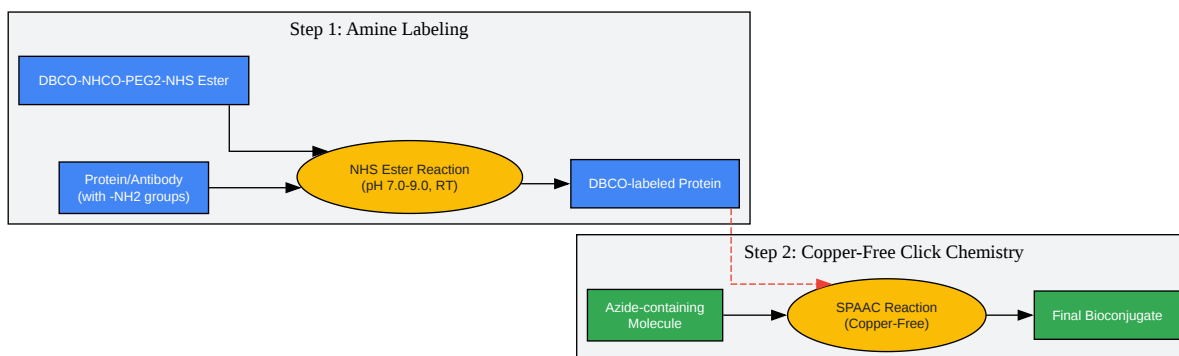 Step 1: Amine Labeling
DBCO-NHCO-PEG2-NHS Ester
Protein/Antibody
(with -NH2 groups)
NHS Ester Reaction
(pH 7.0-9.0, RT)
DBCO-labeled Protein
Step 2: Copper-Free Click Chemistry
Azide-containing
Molecule
SPAAC Reaction
(Copper-Free)
Final Bioconjugate